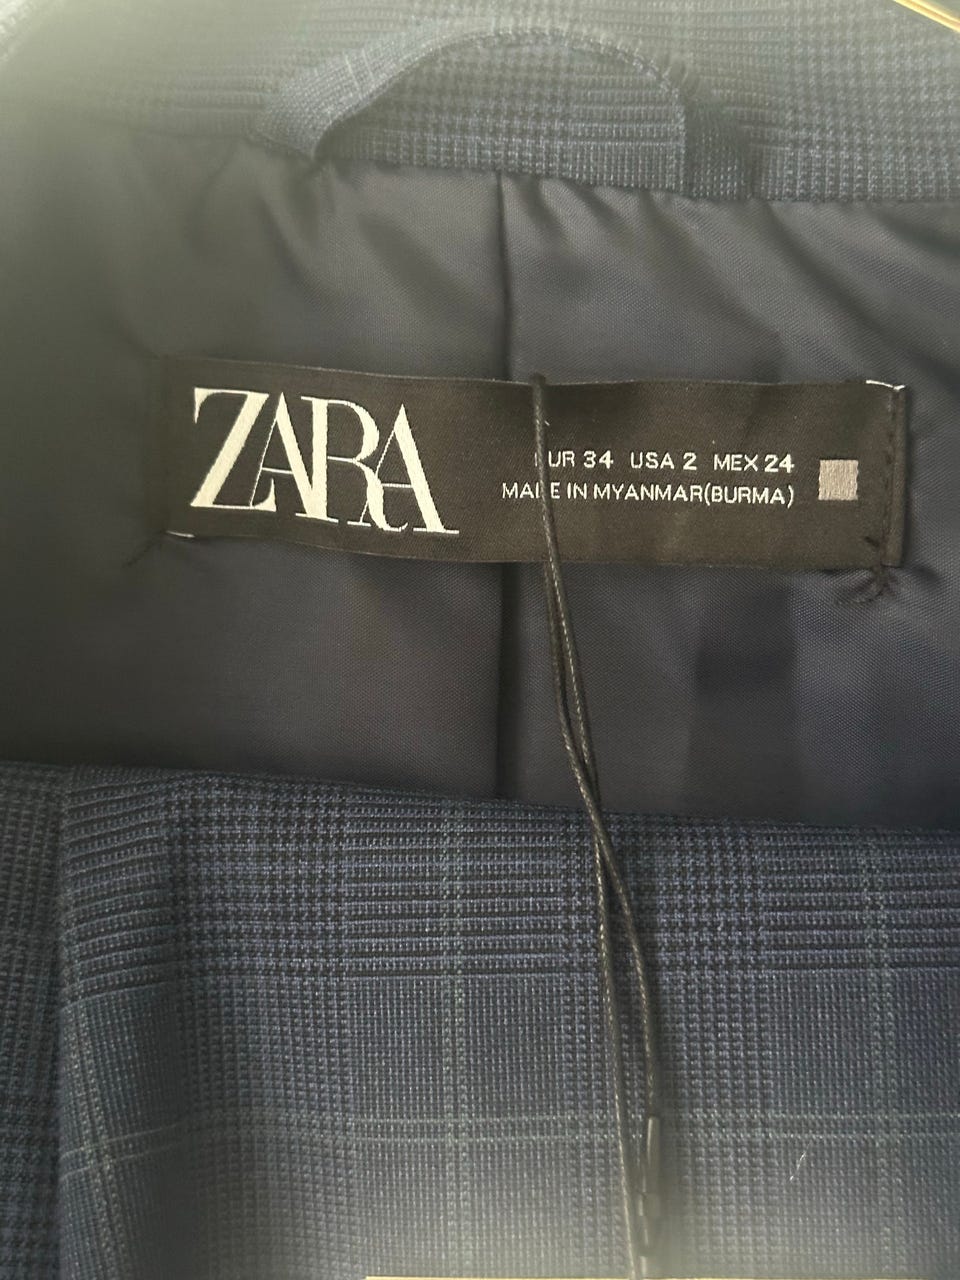 ZARA
EUR 34 USA 2 MEX 24
MADE IN MYANMAR(BURMA)